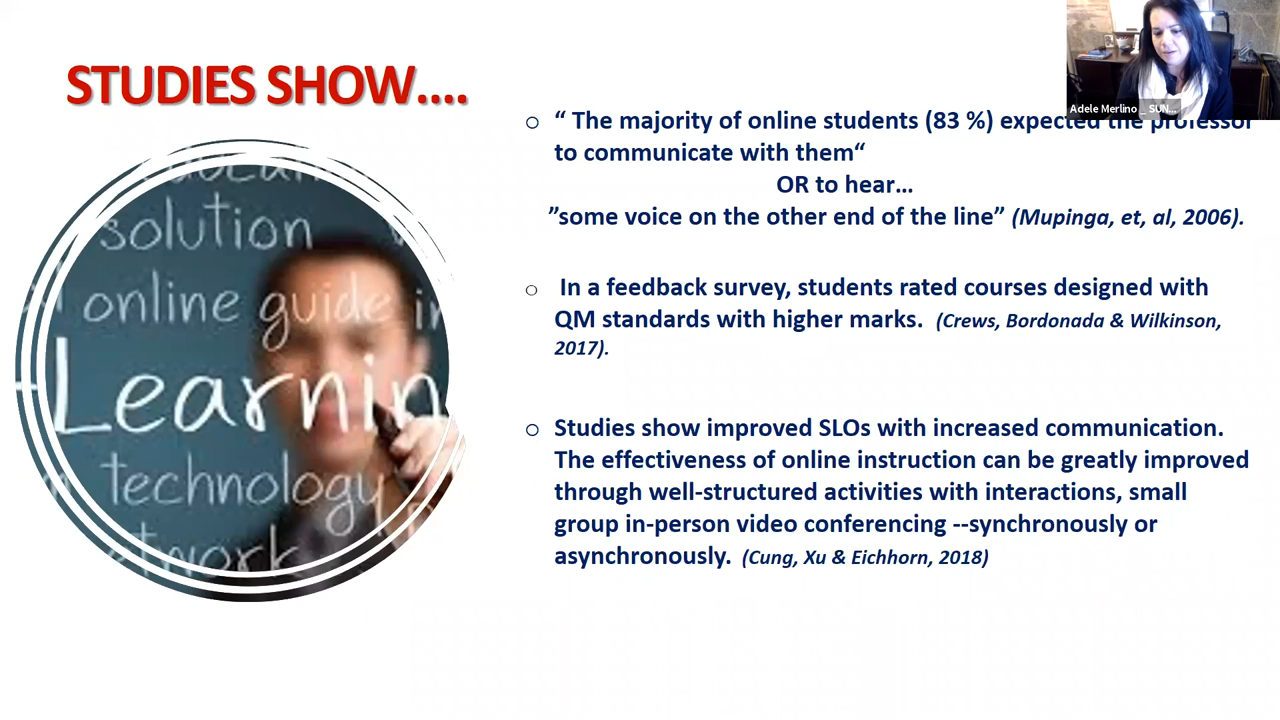 STUDIES SHOW....
Adele Merlino _ SUN...
○ “ The majority of online students (83 %) expected the professor
to communicate with them“
OR to hear…
”some voice on the other end of the line” (Mupinga, et, al, 2006).
○ In a feedback survey, students rated courses designed with
QM standards with higher marks. (Crews, Bordonada & Wilkinson,
2017).
○ Studies show improved SLOs with increased communication.
The effectiveness of online instruction can be greatly improved
through well-structured activities with interactions, small
group in-person video conferencing --synchronously or
asynchronously. (Cung, Xu & Eichhorn, 2018)
solution
online guide
Learnin
technology